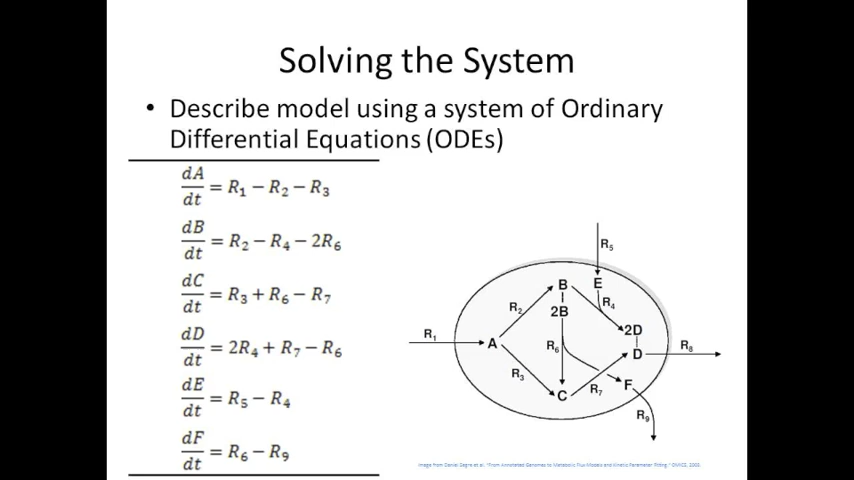 Solving the System
• Describe model using a system of Ordinary
Differential Equations (ODEs)
dA/dt = R₁ − R₂ − R₃
dB/dt = R₂ − R₄ − 2R₆
dC/dt = R₃ + R₆ − R₇
dD/dt = 2R₄ + R₇ − R₆
dE/dt = R₅ − R₄
dF/dt = R₆ − R₉
R₅
B E
R₂ R₄
2B
2D
R₁
A R₆ D R₈
R₃
F
C R₇
R₉
Image from Daniel Segre et al. "From Annotated Genomes to Metabolic Flux Models and Kinetic Parameter Fitting." OMICS, 2003.